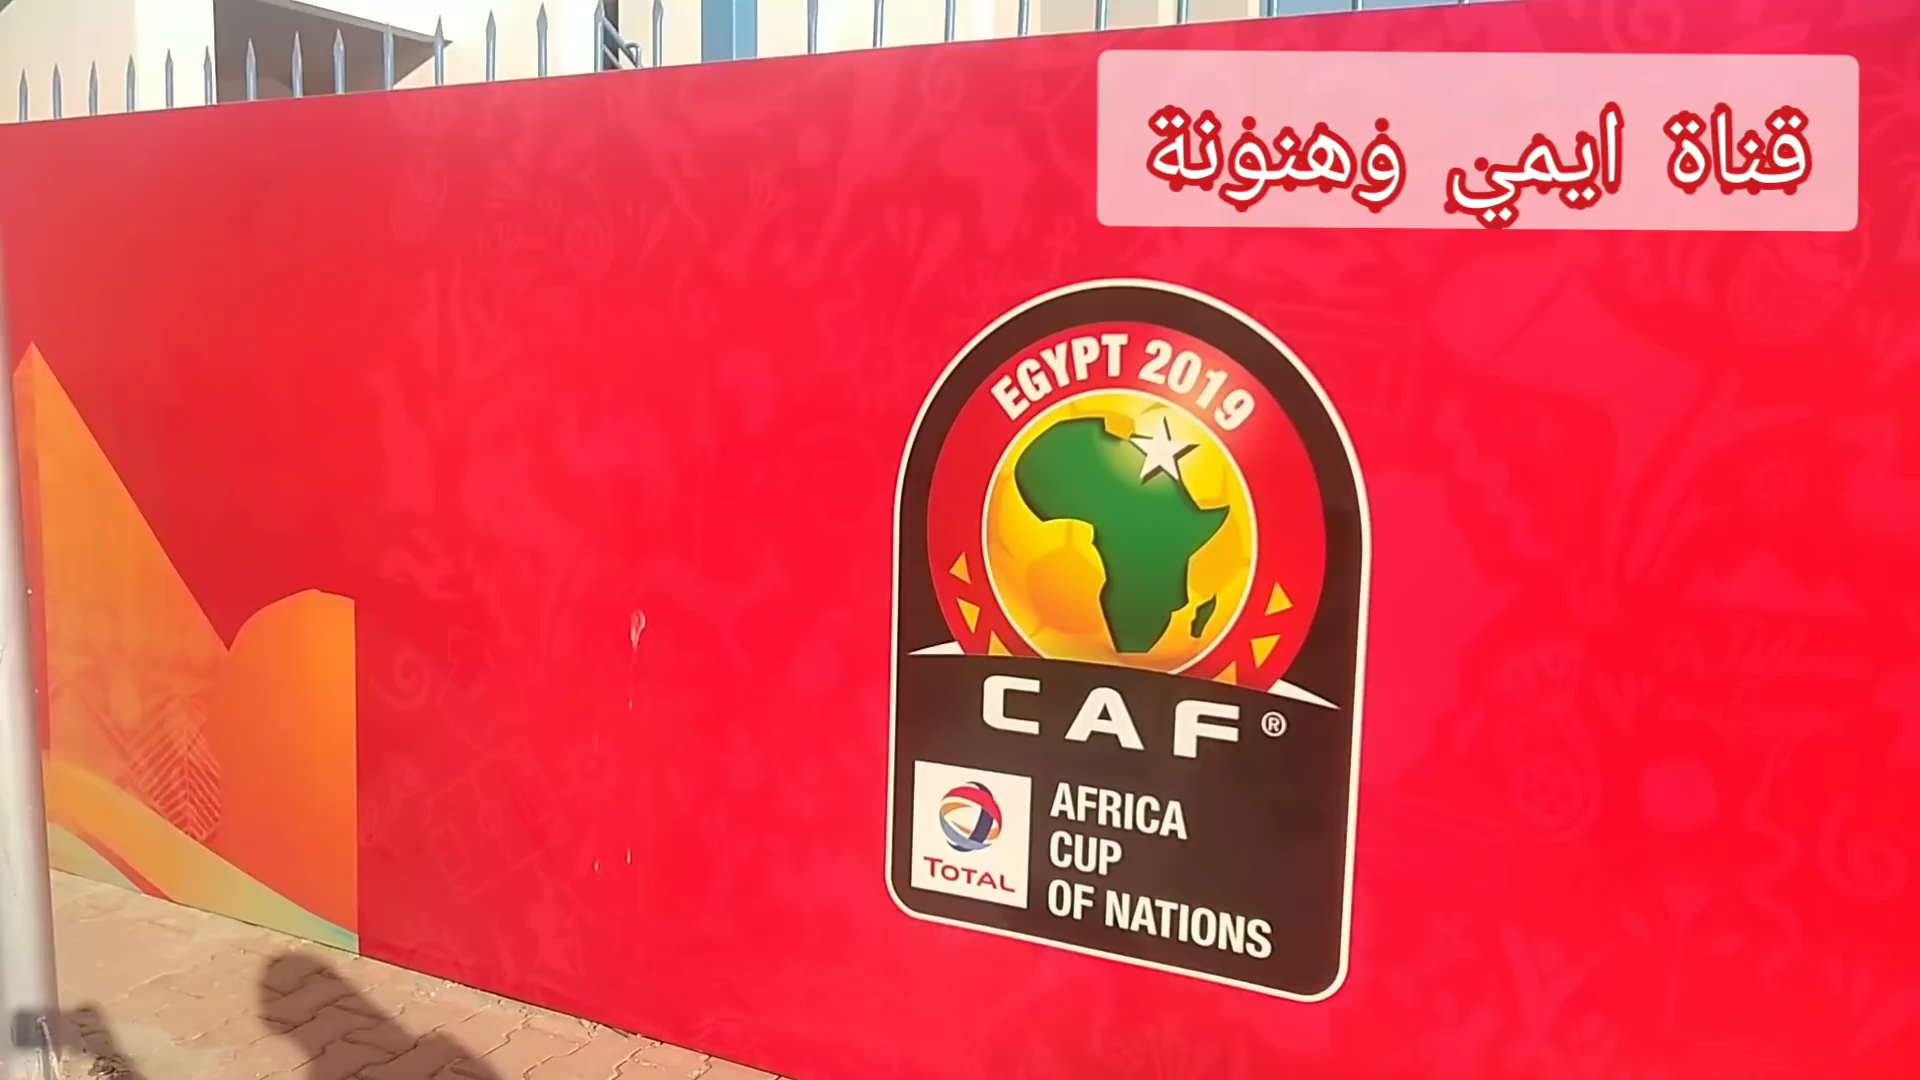 قناة ايمي وهنونة
EGYPT 2019
CAF®
TOTAL
AFRICA
CUP
OF NATIONS